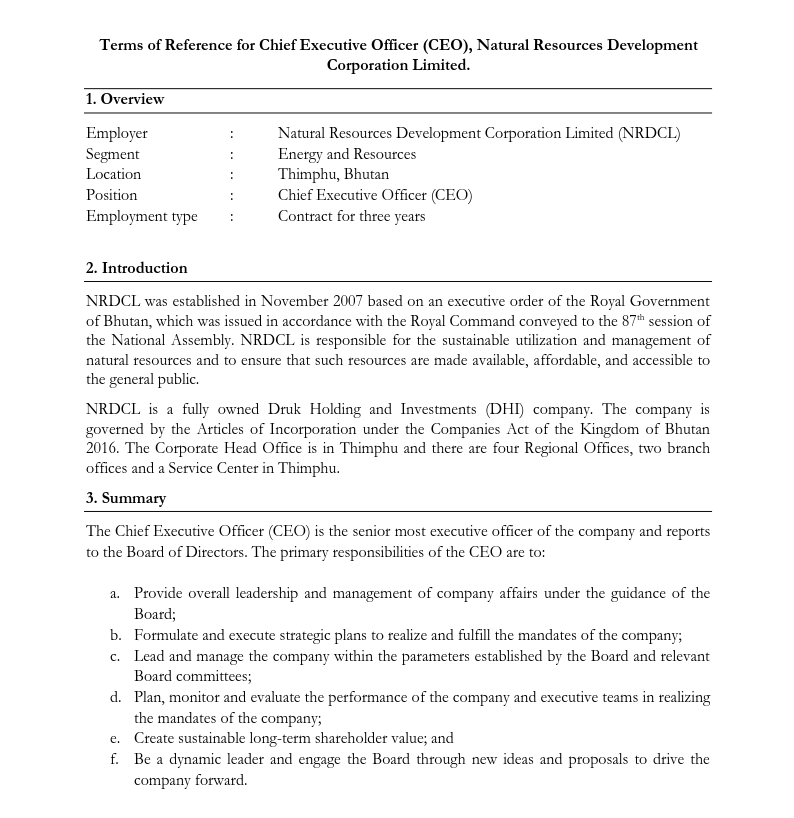 Terms of Reference for Chief Executive Officer (CEO), Natural Resources Development
Corporation Limited.
1. Overview
Employer : Natural Resources Development Corporation Limited (NRDCL)
Segment : Energy and Resources
Location : Thimphu, Bhutan
Position : Chief Executive Officer (CEO)
Employment type : Contract for three years
2. Introduction
NRDCL was established in November 2007 based on an executive order of the Royal Government
of Bhutan, which was issued in accordance with the Royal Command conveyed to the 87th session of
the National Assembly. NRDCL is responsible for the sustainable utilization and management of
natural resources and to ensure that such resources are made available, affordable, and accessible to
the general public.
NRDCL is a fully owned Druk Holding and Investments (DHI) company. The company is
governed by the Articles of Incorporation under the Companies Act of the Kingdom of Bhutan
2016. The Corporate Head Office is in Thimphu and there are four Regional Offices, two branch
offices and a Service Center in Thimphu.
3. Summary
The Chief Executive Officer (CEO) is the senior most executive officer of the company and reports
to the Board of Directors. The primary responsibilities of the CEO are to:
a. Provide overall leadership and management of company affairs under the guidance of the
Board;
b. Formulate and execute strategic plans to realize and fulfill the mandates of the company;
c. Lead and manage the company within the parameters established by the Board and relevant
Board committees;
d. Plan, monitor and evaluate the performance of the company and executive teams in realizing
the mandates of the company;
e. Create sustainable long-term shareholder value; and
f. Be a dynamic leader and engage the Board through new ideas and proposals to drive the
company forward.